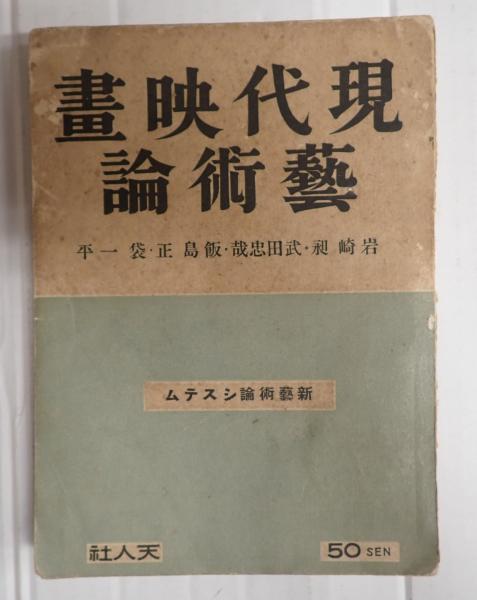 現代映畫
藝術論
岩崎昶・武田忠哉・飯島正・袋一平
新藝術論システム
天人社
50 SEN